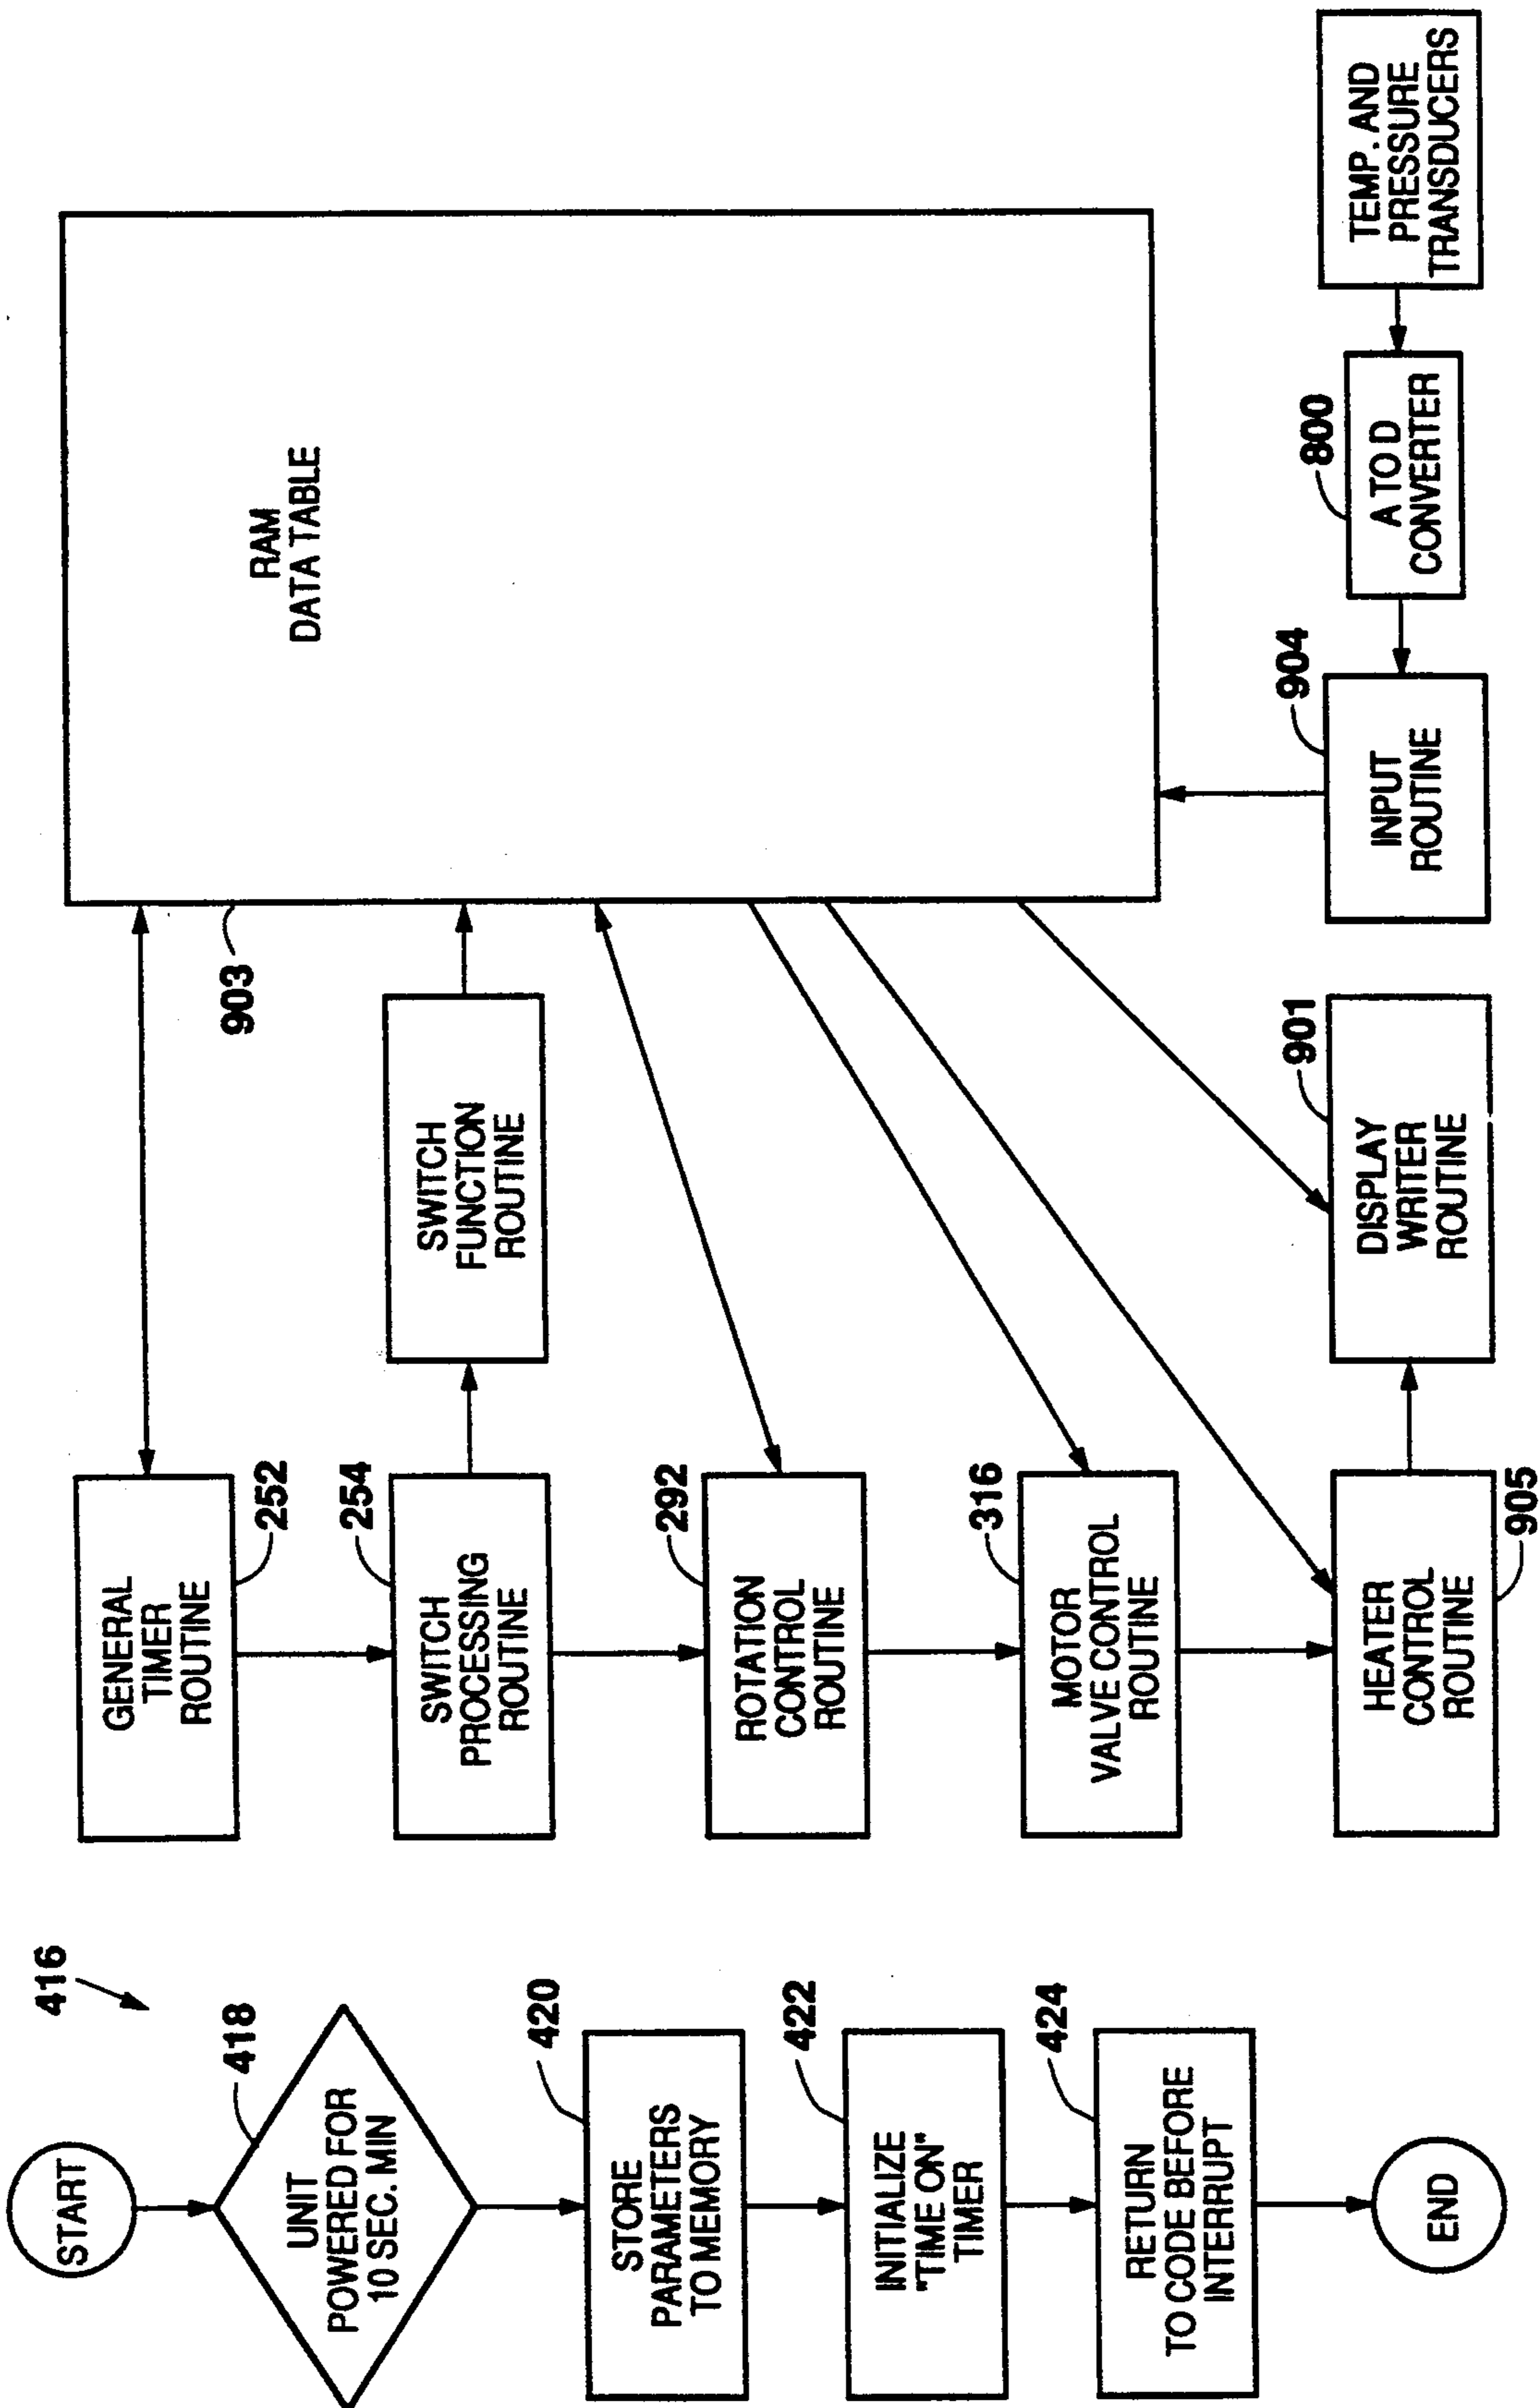 416
START
418
UNIT
POWERED FOR
10 SEC. MIN
420
STORE
PARAMETERS
TO MEMORY
422
INITIALIZE
"TIME ON"
TIMER
424
RETURN
TO CODE BEFORE
INTERRUPT
END
GENERAL
TIMER
ROUTINE
252
254
SWITCH
PROCESSING
ROUTINE
SWITCH
FUNCTION
ROUTINE
292
ROTATION
CONTROL
ROUTINE
316
MOTOR
VALVE CONTROL
ROUTINE
HEATER
CONTROL
ROUTINE
905
901
DISPLAY
WRITER
ROUTINE
903
RAM
DATA TABLE
904
INPUT
ROUTINE
800
A TO D
CONVERTER
TEMP. AND
PRESSURE
TRANSDUCERS